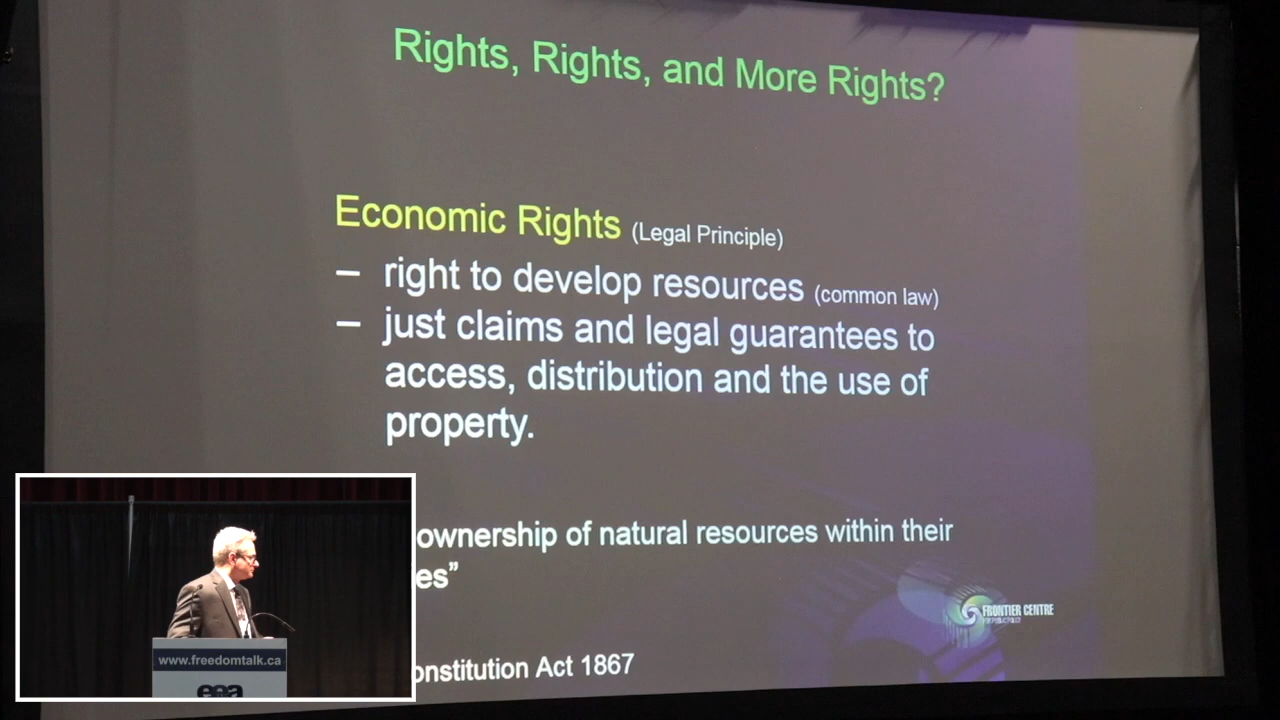 Rights, Rights, and More Rights?
Economic Rights (Legal Principle)
– right to develop resources (common law)
– just claims and legal guarantees to
access, distribution and the use of
property.
ownership of natural resources within their
ies”
FRONTIER CENTRE
onstitution Act 1867
www.freedomtalk.ca